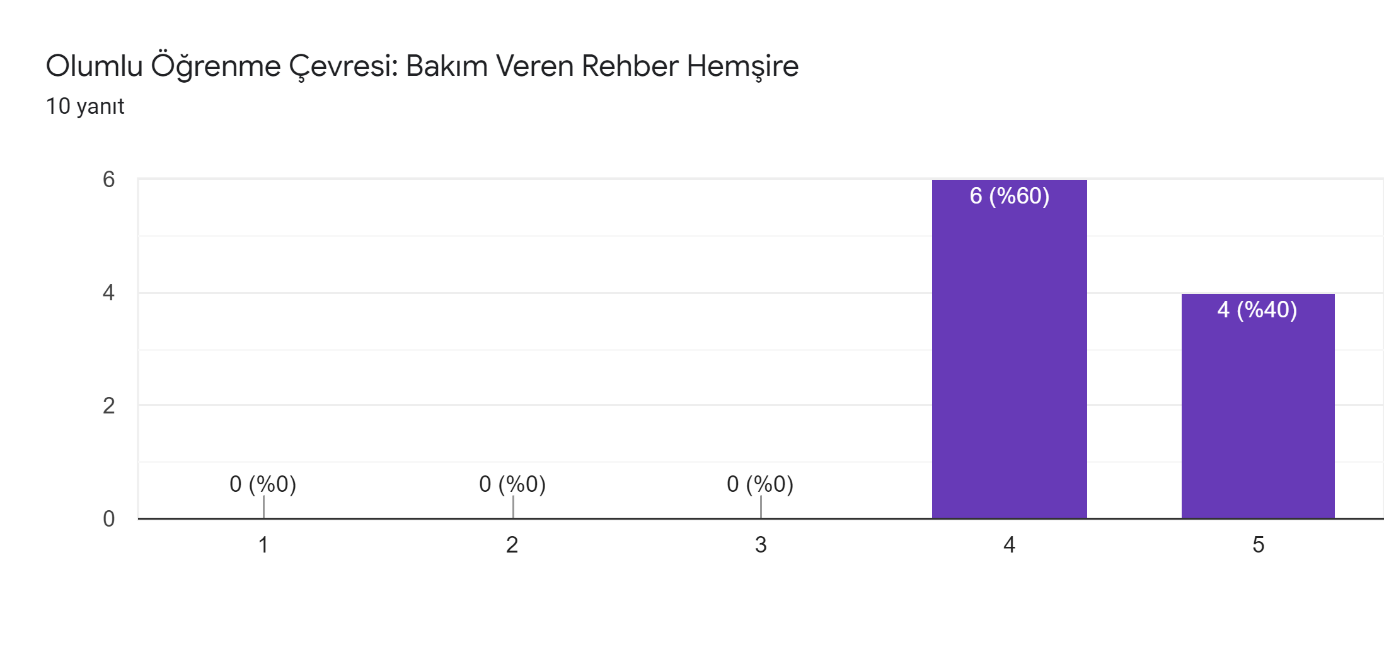 Olumlu Öğrenme Çevresi: Bakım Veren Rehber Hemşire
10 yanıt
6
6 (%60)
4
4 (%40)
2
0 (%0) 0 (%0) 0 (%0)
0
1 2 3 4 5